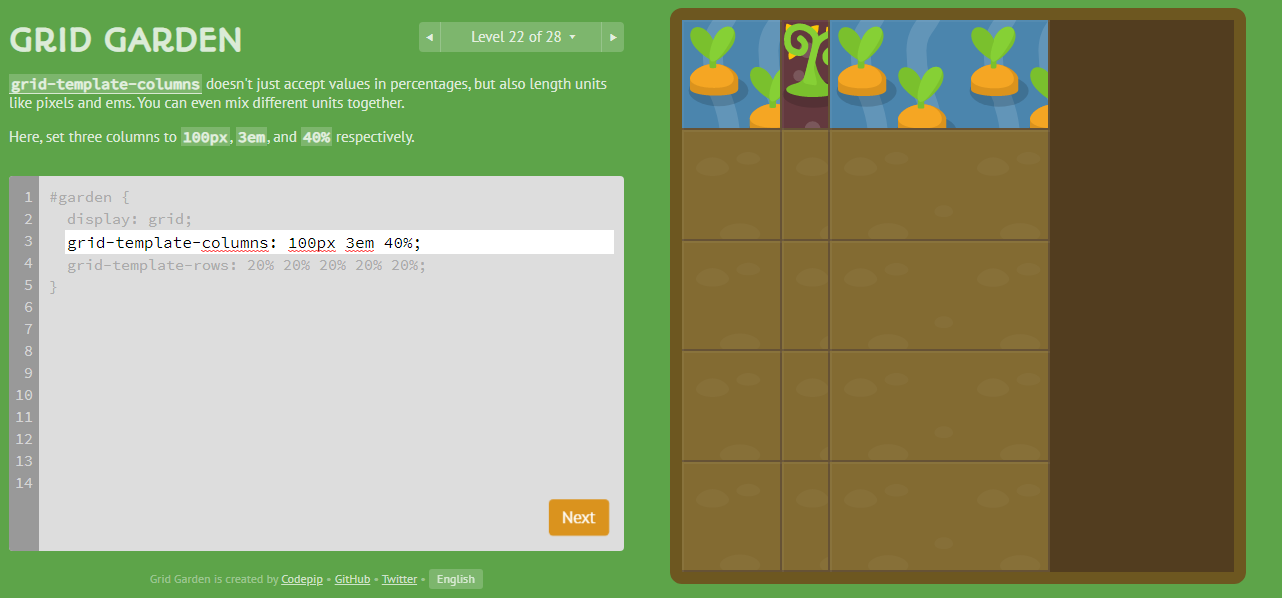 GRID GARDEN
◀ Level 22 of 28 ▾ ▶
grid-template-columns doesn't just accept values in percentages, but also length units
like pixels and ems. You can even mix different units together.
Here, set three columns to 100px, 3em, and 40% respectively.
1 #garden {
2 display: grid;
3 grid-template-columns: 100px 3em 40%;
4 grid-template-rows: 20% 20% 20% 20% 20%;
5 }
6
7
8
9
10
11
12
13
14
Next
Grid Garden is created by Codepip • GitHub • Twitter • English